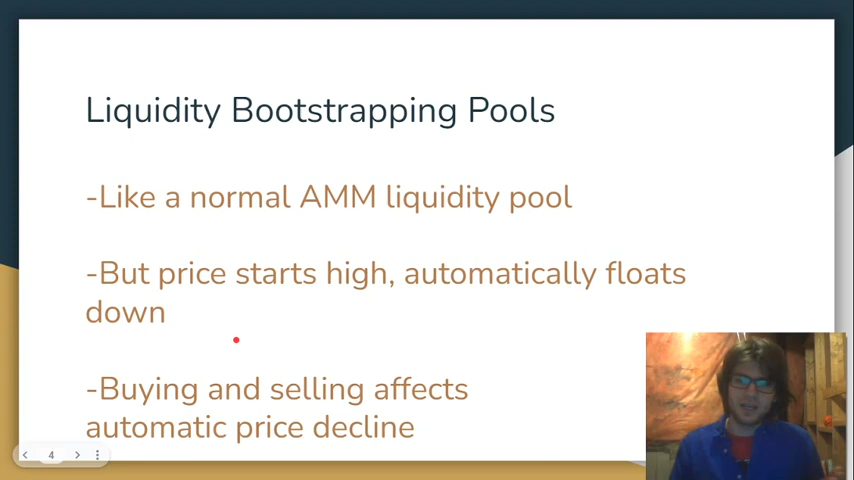 Liquidity Bootstrapping Pools
-Like a normal AMM liquidity pool
-But price starts high, automatically floats
down
-Buying and selling affects
automatic price decline
4